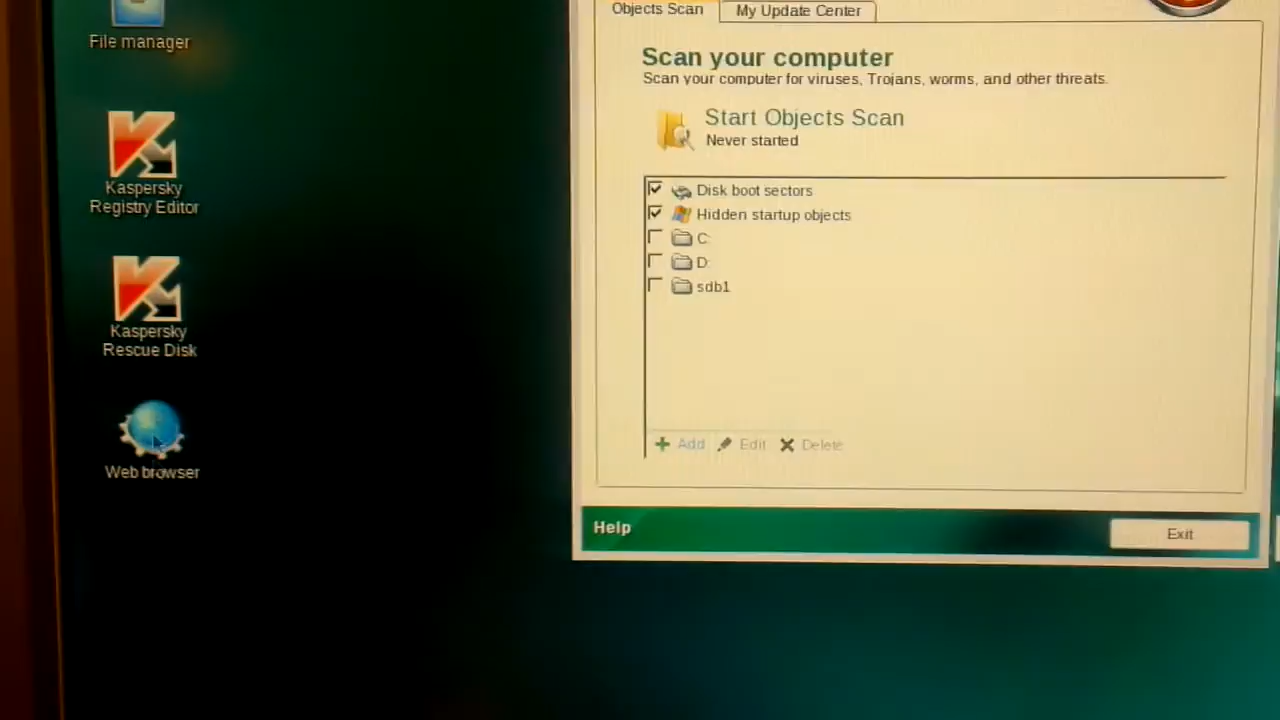 File manager
Kaspersky
Registry Editor
Kaspersky
Rescue Disk
Web browser
Objects Scan
My Update Center
Scan your computer
Scan your computer for viruses, Trojans, worms, and other threats.
Start Objects Scan
Never started
Disk boot sectors
Hidden startup objects
C:
D:
sdb1
Add
Edit
Delete
Help
Exit